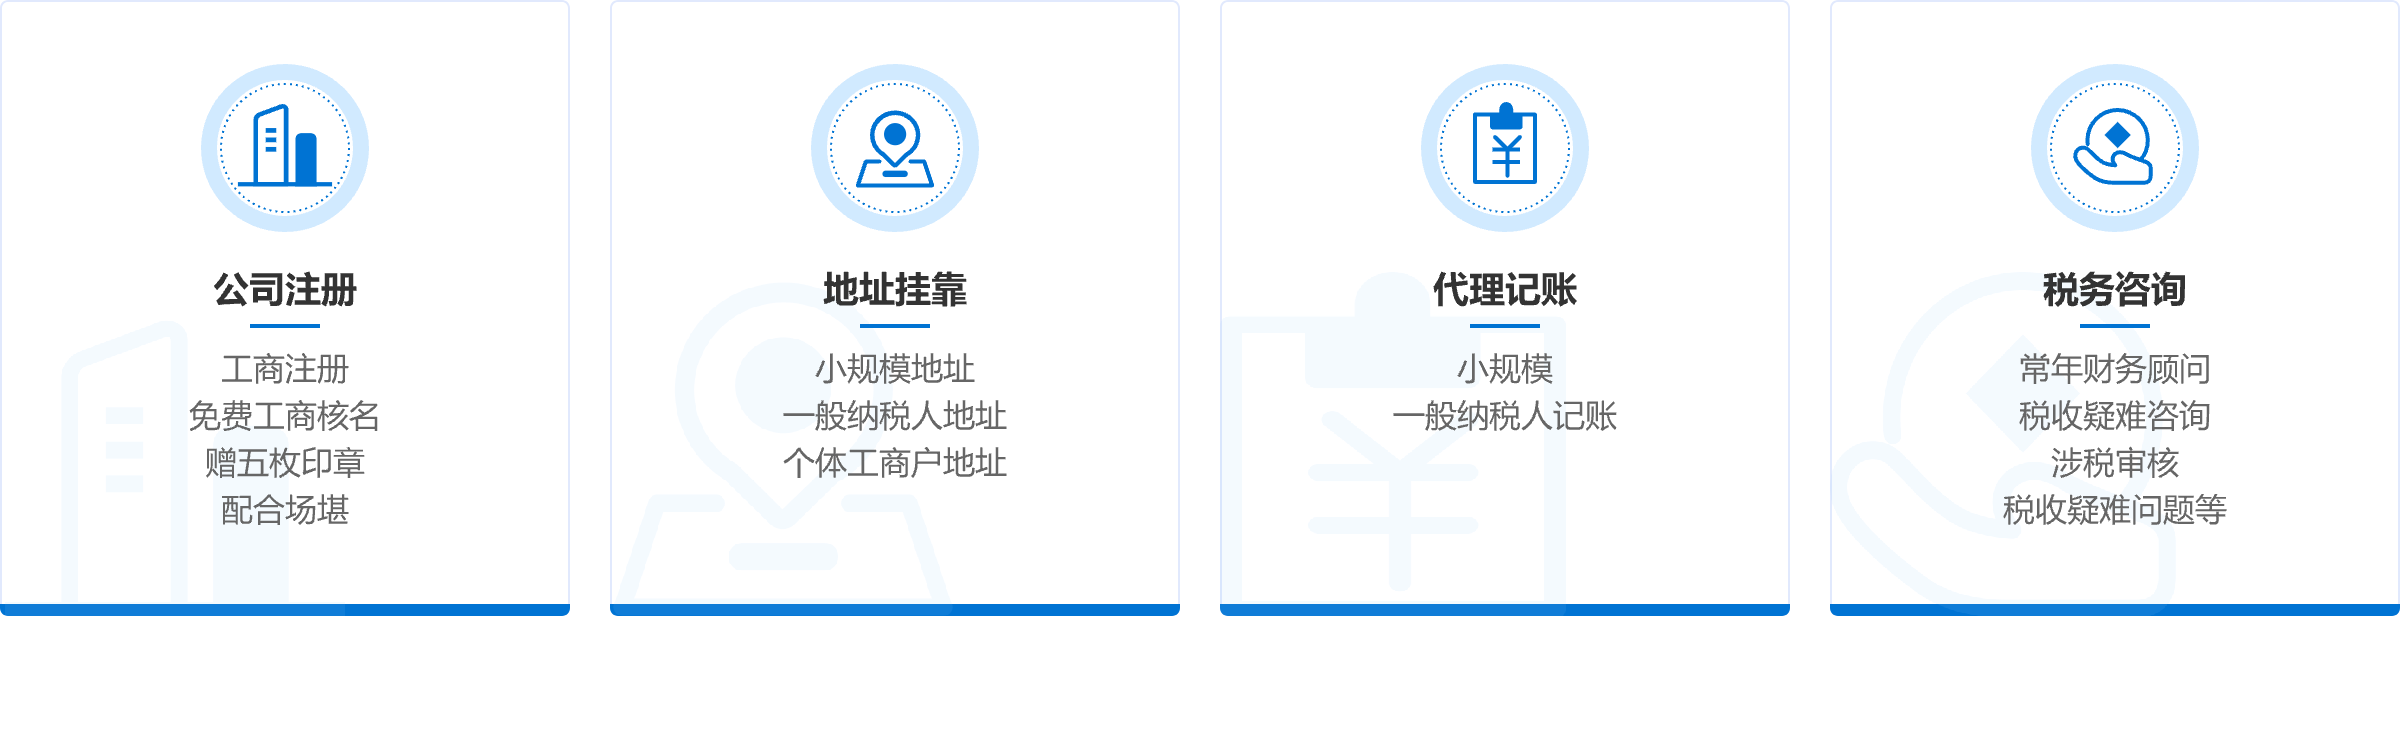 公司注册
工商注册
免费工商核名
赠五枚印章
配合场堪
地址挂靠
小规模地址
一般纳税人地址
个体工商户地址
代理记账
小规模
一般纳税人记账
税务咨询
常年财务顾问
税收疑难咨询
涉税审核
税收疑难问题等